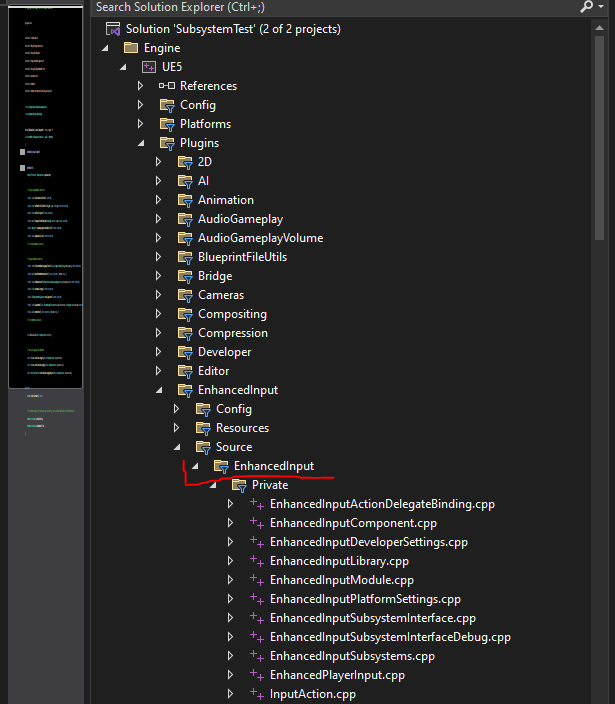 Search Solution Explorer (Ctrl+;)
Solution 'SubsystemTest' (2 of 2 projects)
Engine
UE5
References
Config
Platforms
Plugins
2D
AI
Animation
AudioGameplay
AudioGameplayVolume
BlueprintFileUtils
Bridge
Cameras
Compositing
Compression
Developer
Editor
EnhancedInput
Config
Resources
Source
EnhancedInput
Private
EnhancedInputActionDelegateBinding.cpp
EnhancedInputComponent.cpp
EnhancedInputDeveloperSettings.cpp
EnhancedInputLibrary.cpp
EnhancedInputModule.cpp
EnhancedInputPlatformSettings.cpp
EnhancedInputSubsystemInterface.cpp
EnhancedInputSubsystemInterfaceDebug.cpp
EnhancedInputSubsystems.cpp
EnhancedPlayerInput.cpp
InputAction.cpp